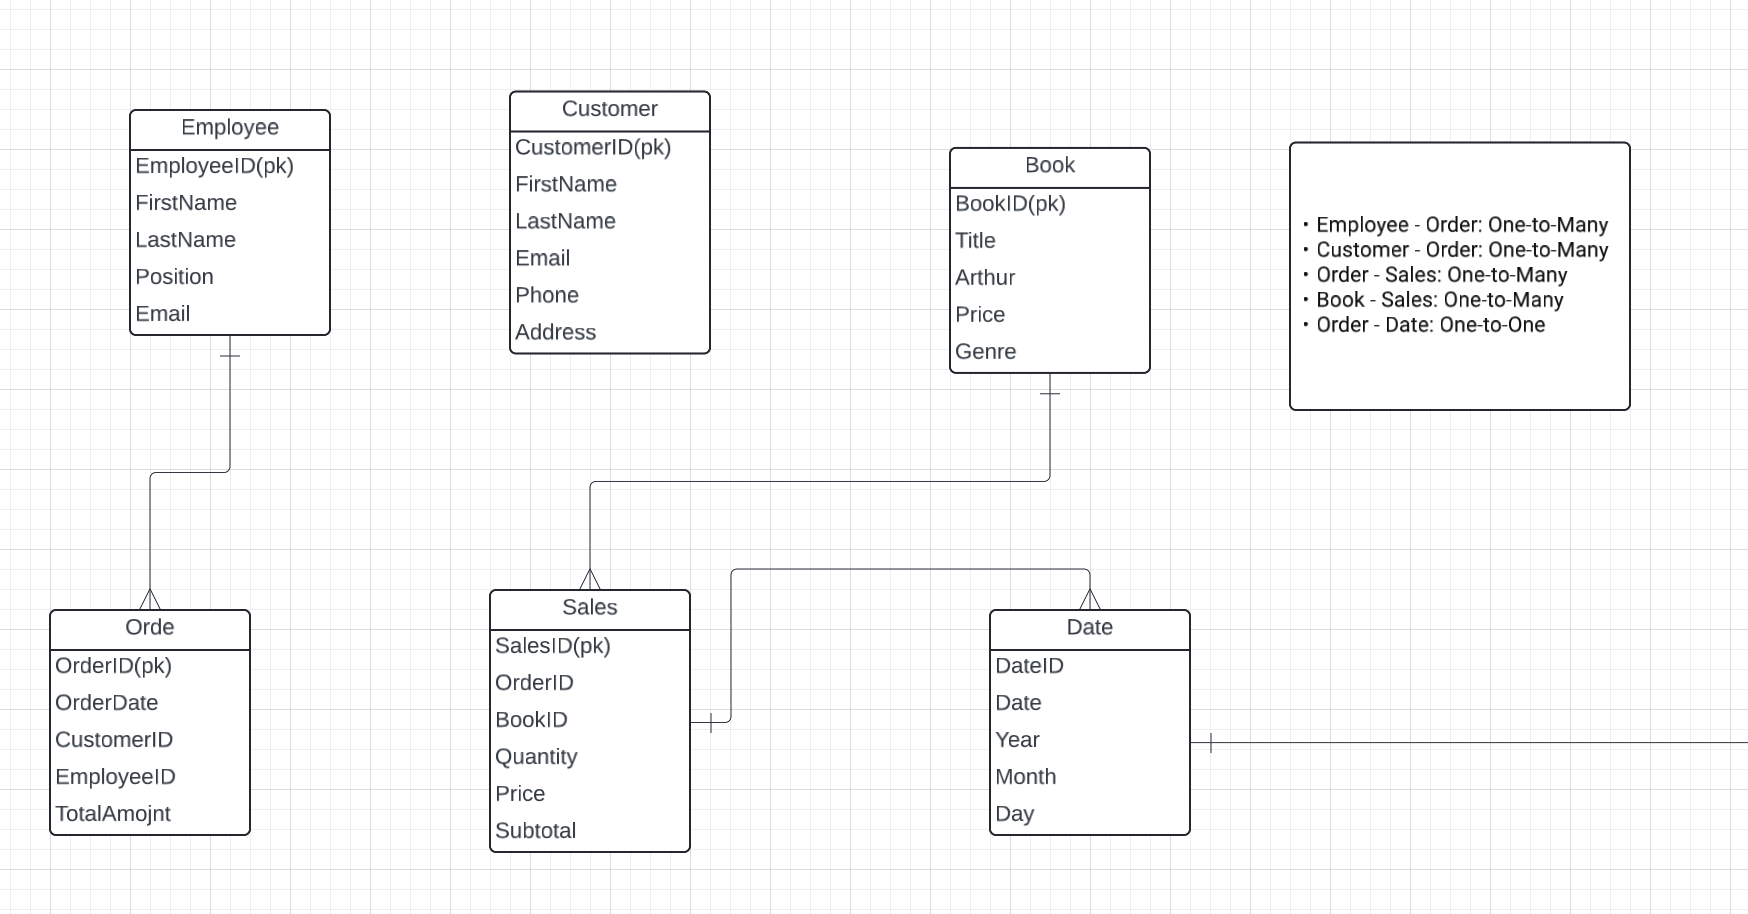 Employee
EmployeeID(pk)
FirstName
LastName
Position
Email
Customer
CustomerID(pk)
FirstName
LastName
Email
Phone
Address
Book
BookID(pk)
Title
Arthur
Price
Genre
• Employee - Order: One-to-Many
• Customer - Order: One-to-Many
• Order - Sales: One-to-Many
• Book - Sales: One-to-Many
• Order - Date: One-to-One
Orde
OrderID(pk)
OrderDate
CustomerID
EmployeeID
TotalAmojnt
Sales
SalesID(pk)
OrderID
BookID
Quantity
Price
Subtotal
Date
DateID
Date
Year
Month
Day